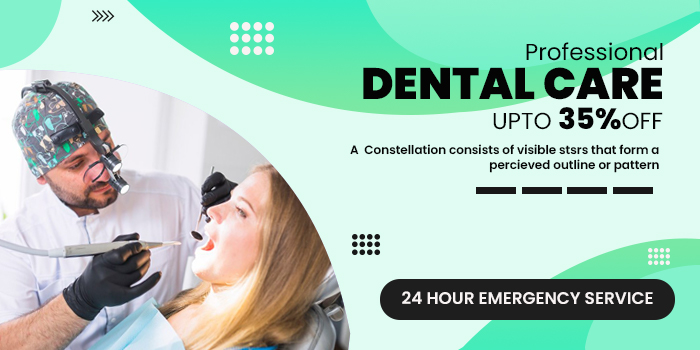 Professional
DENTAL CARE
UPTO 35%OFF
A Constellation consists of visible stsrs that form a
percieved outline or pattern
24 HOUR EMERGENCY SERVICE